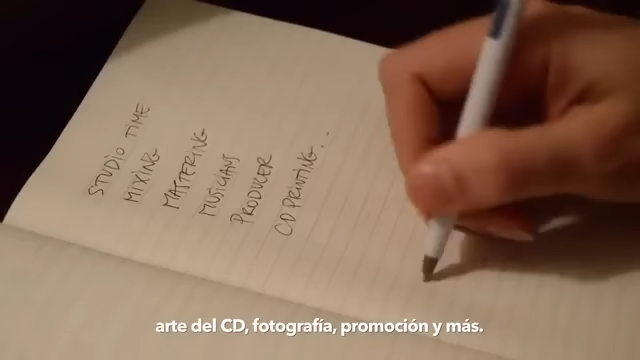 STUDIO TIME
MIXING
MASTERING
MUSICIANS
PRODUCER
CD PRINTING...
arte del CD, fotografía, promoción y más.